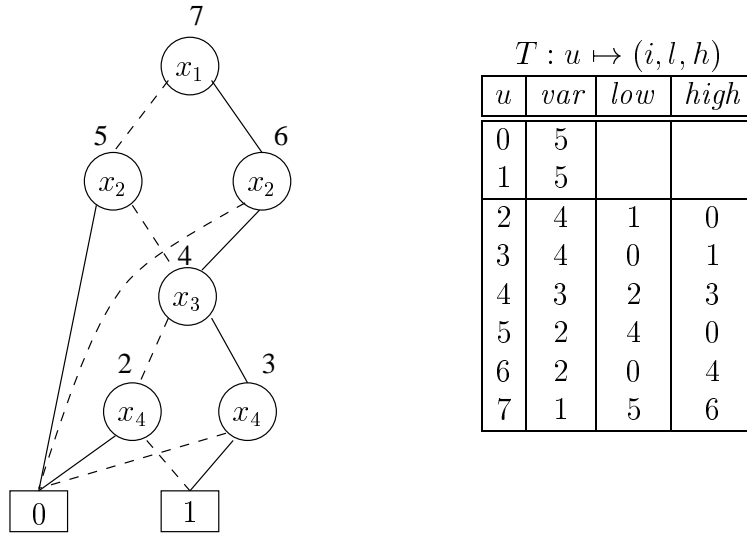 7
x₁
5
6
x₂
x₂
4
x₃
2
3
x₄
x₄
0
1
T : u ↦ (i, l, h)
u var low high
0 5
1 5
2 4 1 0
3 4 0 1
4 3 2 3
5 2 4 0
6 2 0 4
7 1 5 6